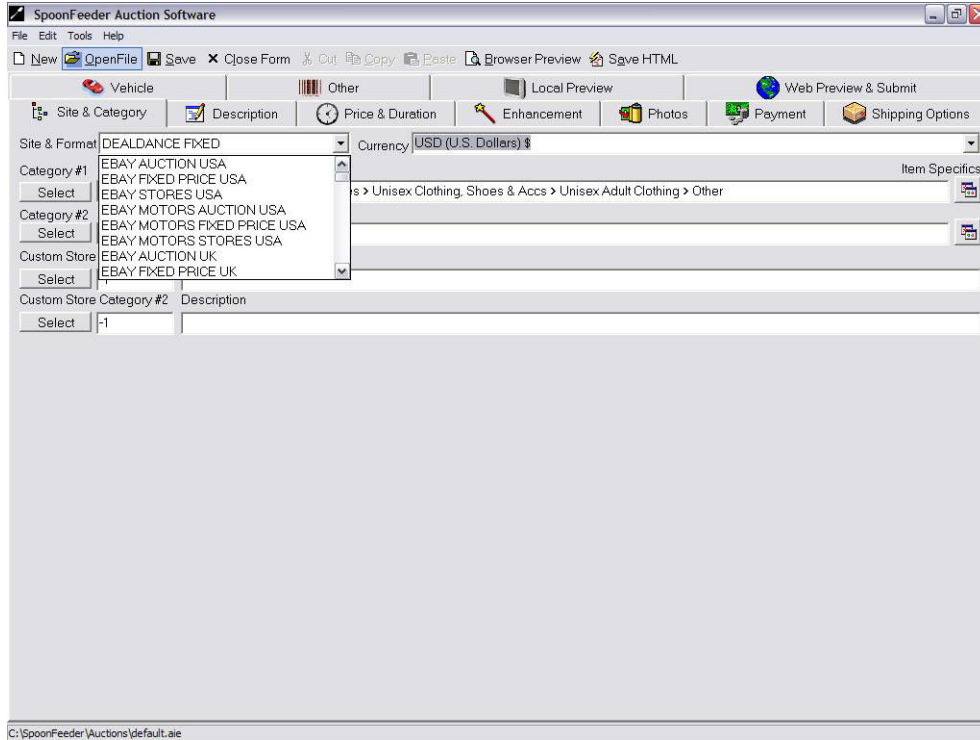 SpoonFeeder Auction Software
File Edit Tools Help
New OpenFile Save Close Form Cut Copy Paste Browser Preview Save HTML
Vehicle Other Local Preview Web Preview & Submit
Site & Category Description Price & Duration Enhancement Photos Payment Shipping Options
Site & Format DEALDANCE FIXED Currency USD (U.S. Dollars) $
EBAY AUCTION USA
EBAY FIXED PRICE USA
EBAY STORES USA
EBAY MOTORS AUCTION USA
EBAY MOTORS FIXED PRICE USA
EBAY MOTORS STORES USA
EBAY AUCTION UK
EBAY FIXED PRICE UK
Category #1 Item Specifics
Select > Unisex Clothing, Shoes & Accs > Unisex Adult Clothing > Other
Category #2
Select
Custom Store
Select
Custom Store Category #2 Description
Select -1
C:\SpoonFeeder\Auctions\default.aie